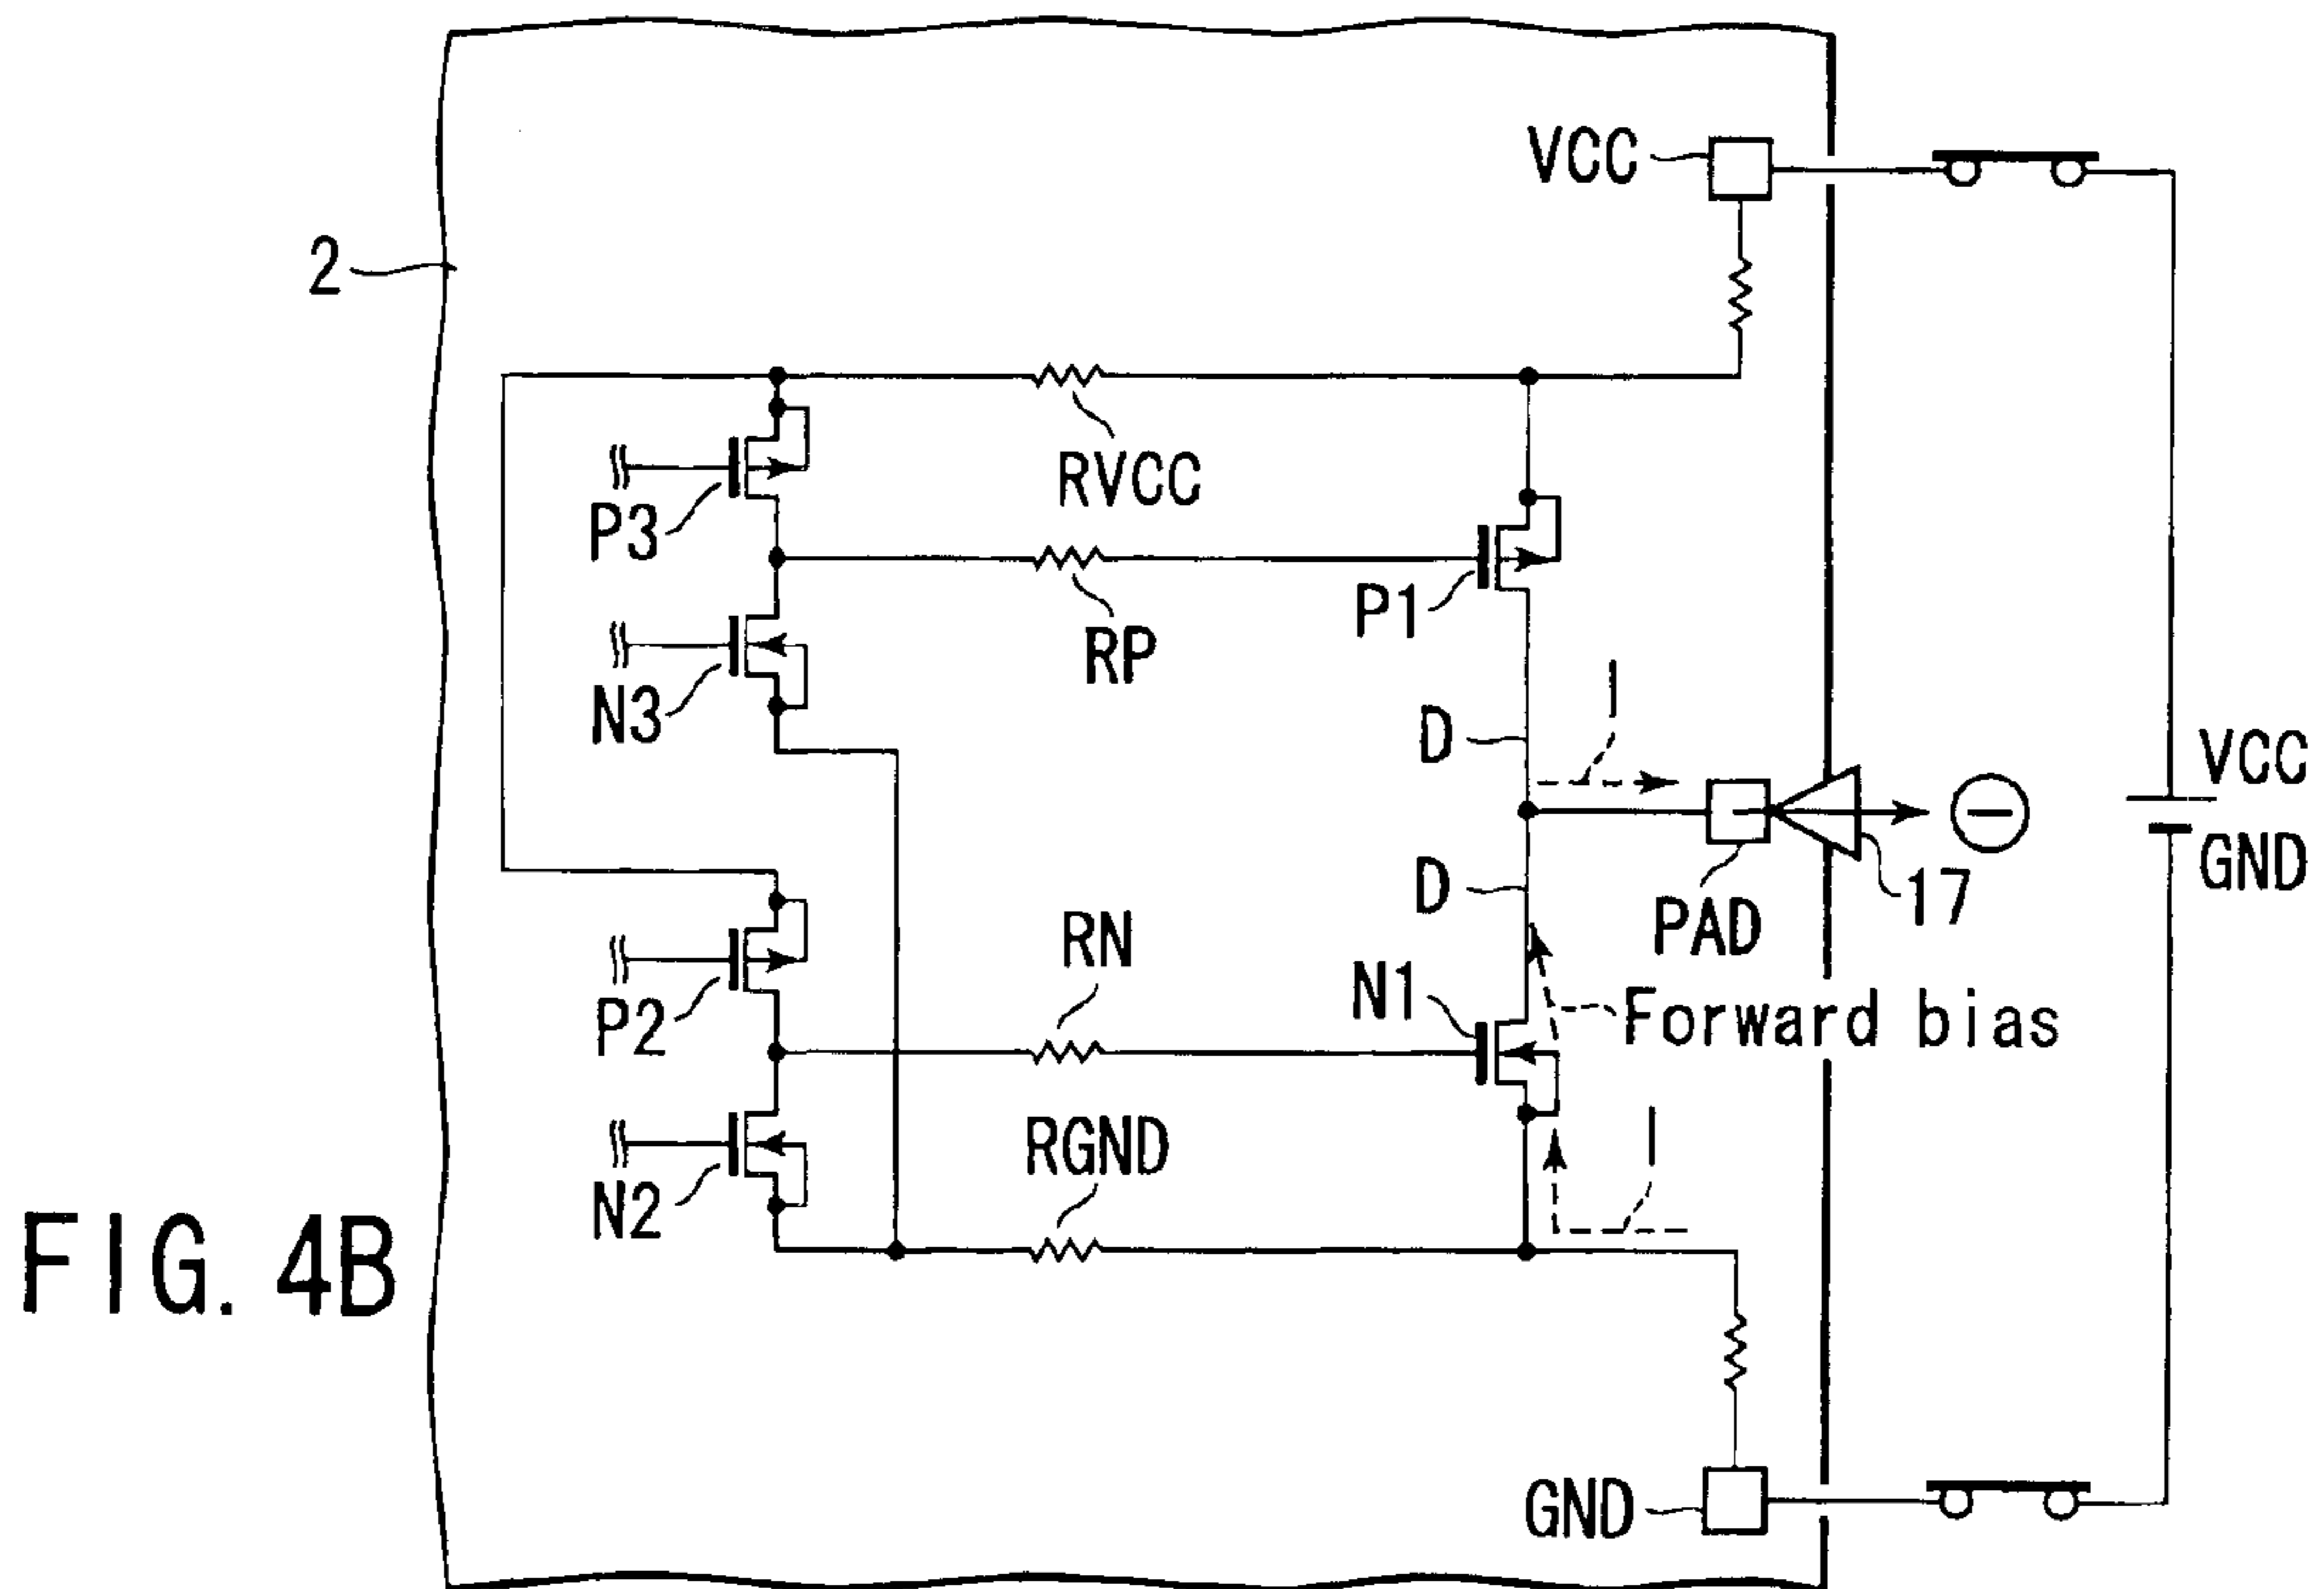 VCC
2
RVCC
P3
P1
RP
N3
I
D
VCC
D
17
GND
PAD
RN
N1
P2
Forward bias
I
RGND
N2
FIG. 4B
GND